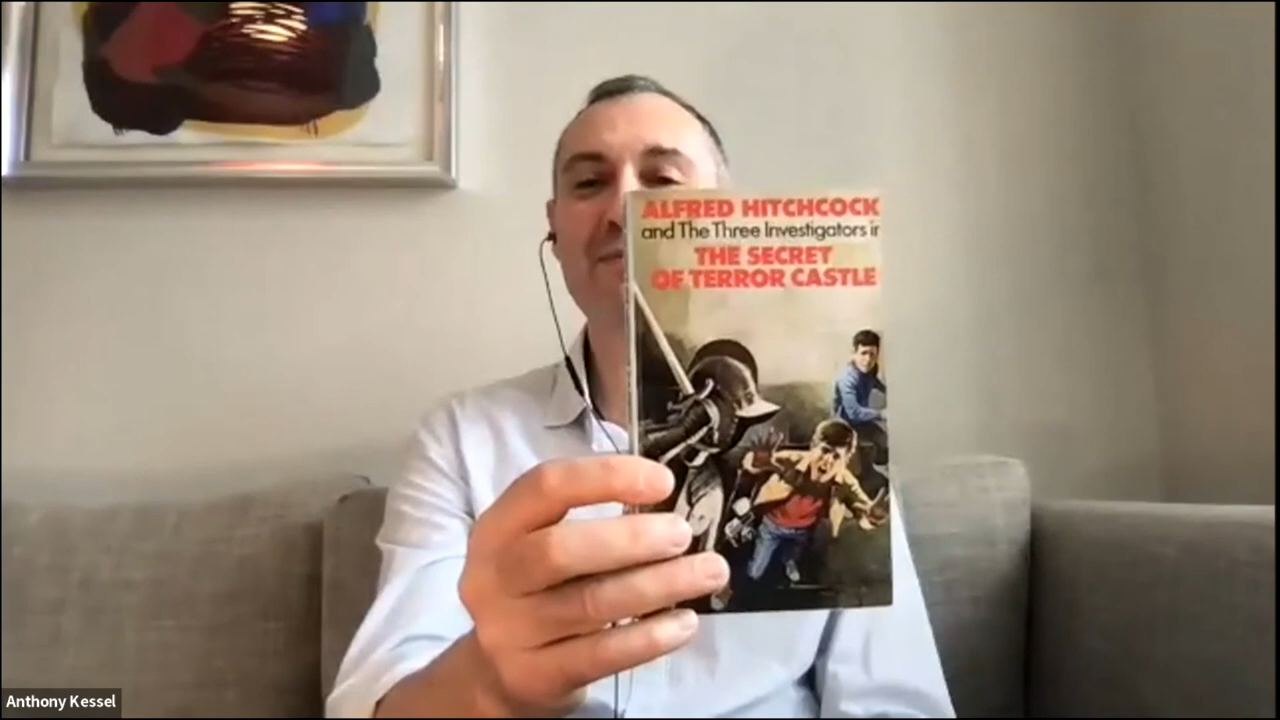 ALFRED HITCHCOCK
and The Three Investigators in
THE SECRET
OF TERROR CASTLE
Anthony Kessel